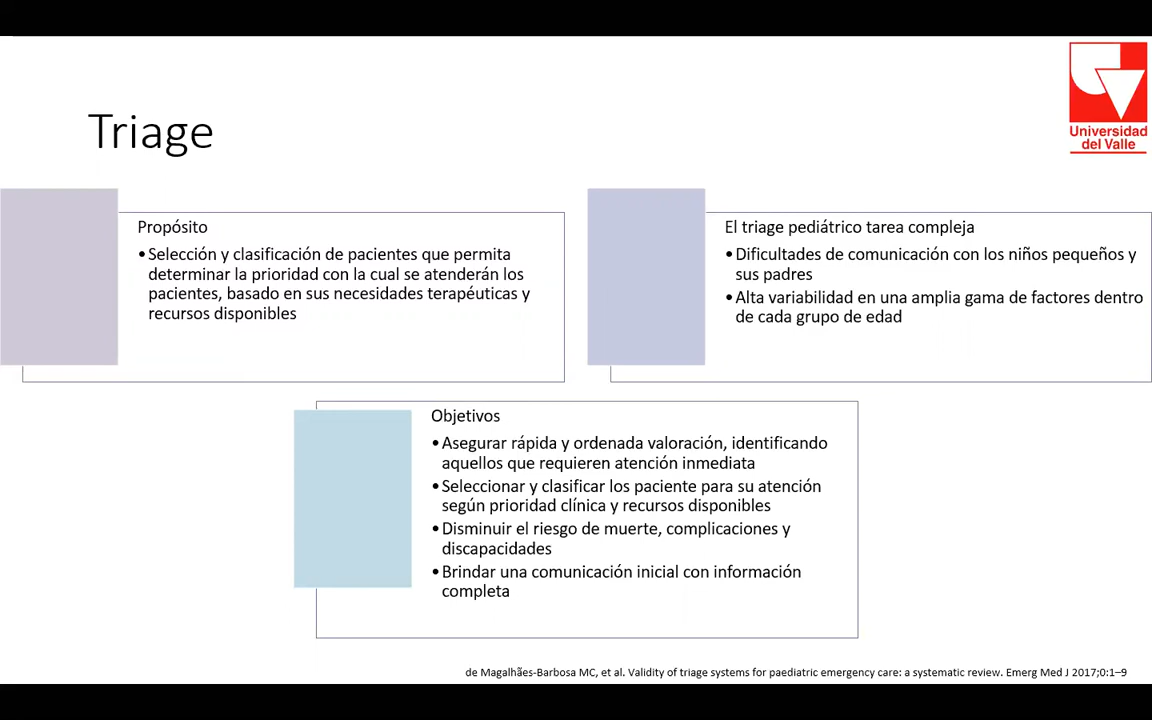 Universidad
del Valle
Triage
Propósito
•Selección y clasificación de pacientes que permita
determinar la prioridad con la cual se atenderán los
pacientes, basado en sus necesidades terapéuticas y
recursos disponibles
El triage pediátrico tarea compleja
•Dificultades de comunicación con los niños pequeños y
sus padres
•Alta variabilidad en una amplia gama de factores dentro
de cada grupo de edad
Objetivos
•Asegurar rápida y ordenada valoración, identificando
aquellos que requieren atención inmediata
•Seleccionar y clasificar los paciente para su atención
según prioridad clínica y recursos disponibles
•Disminuir el riesgo de muerte, complicaciones y
discapacidades
•Brindar una comunicación inicial con información
completa
de Magalhães-Barbosa MC, et al. Validity of triage systems for paediatric emergency care: a systematic review. Emerg Med J 2017;0:1–9